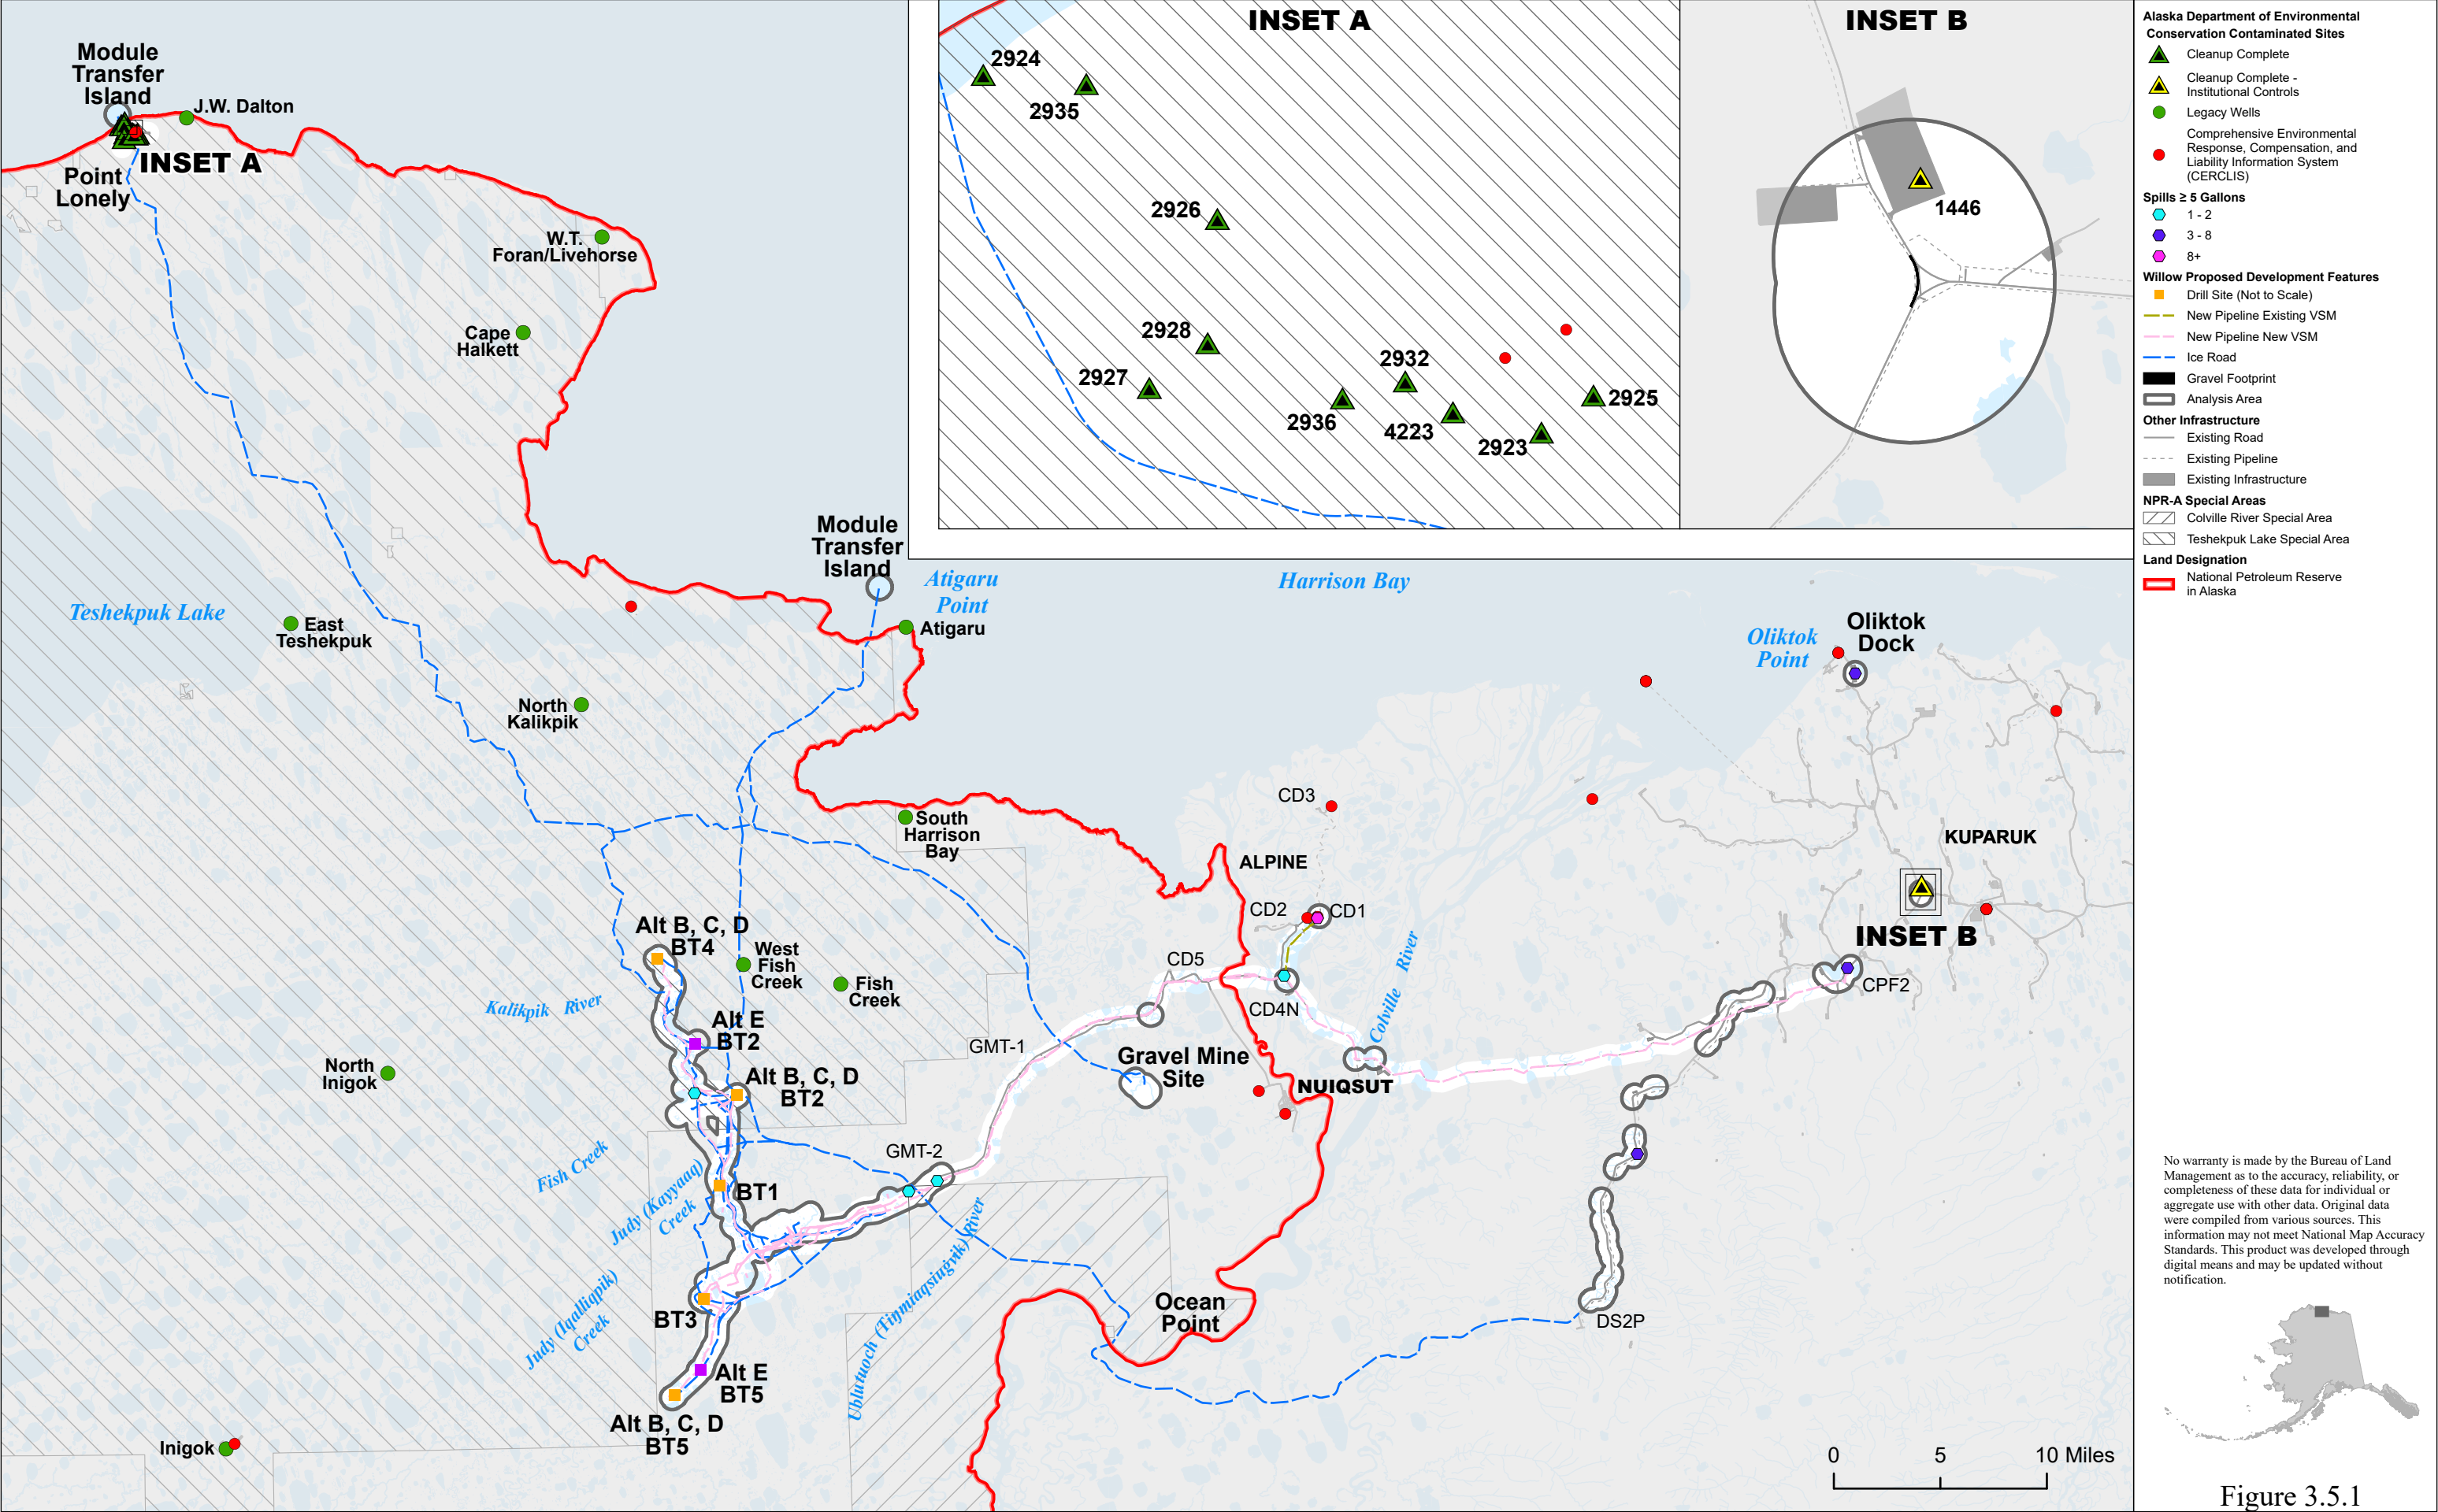 Module
Transfer
Island
J.W. Dalton
INSET A
Point
Lonely
W.T.
Foran/Livehorse
Cape
Halkett
Module
Transfer
Island
Atigaru
Point
Harrison Bay
Teshekpuk Lake
East
Teshekpuk
Atigaru
North
Kalikpik
Oliktok
Point
Oliktok
Dock
CD3
South
Harrison
Bay
ALPINE
KUPARUK
CD2
CD1
INSET B
Alt B, C, D
BT4
West
Fish
Creek
Fish
Creek
CD5
CD4N
Colville River
CPF2
Kalikpik River
Alt E
BT2
GMT-1
Gravel Mine
Site
NUIQSUT
North
Inigok
Alt B, C, D
BT2
GMT-2
Fish Creek
Judy (Kayyaaq)
Creek
BT1
Ublutuoch (Tiŋmiaqsiuġvik) River
Judy (Iqalliqpik)
Creek
BT3
Ocean
Point
DS2P
Alt E
BT5
Alt B, C, D
BT5
Inigok
0 5 10 Miles
INSET A
2924
2935
2926
2928
2927
2932
2936
4223
2923
2925
INSET B
1446
Alaska Department of Environmental
Conservation Contaminated Sites
Cleanup Complete
Cleanup Complete -
Institutional Controls
Legacy Wells
Comprehensive Environmental
Response, Compensation, and
Liability Information System
(CERCLIS)
Spills ≥ 5 Gallons
1 - 2
3 - 8
8+
Willow Proposed Development Features
Drill Site (Not to Scale)
New Pipeline Existing VSM
New Pipeline New VSM
Ice Road
Gravel Footprint
Analysis Area
Other Infrastructure
Existing Road
Existing Pipeline
Existing Infrastructure
NPR-A Special Areas
Colville River Special Area
Teshekpuk Lake Special Area
Land Designation
National Petroleum Reserve
in Alaska
No warranty is made by the Bureau of Land
Management as to the accuracy, reliability, or
completeness of these data for individual or
aggregate use with other data. Original data
were compiled from various sources. This
information may not meet National Map Accuracy
Standards. This product was developed through
digital means and may be updated without
notification.
Figure 3.5.1